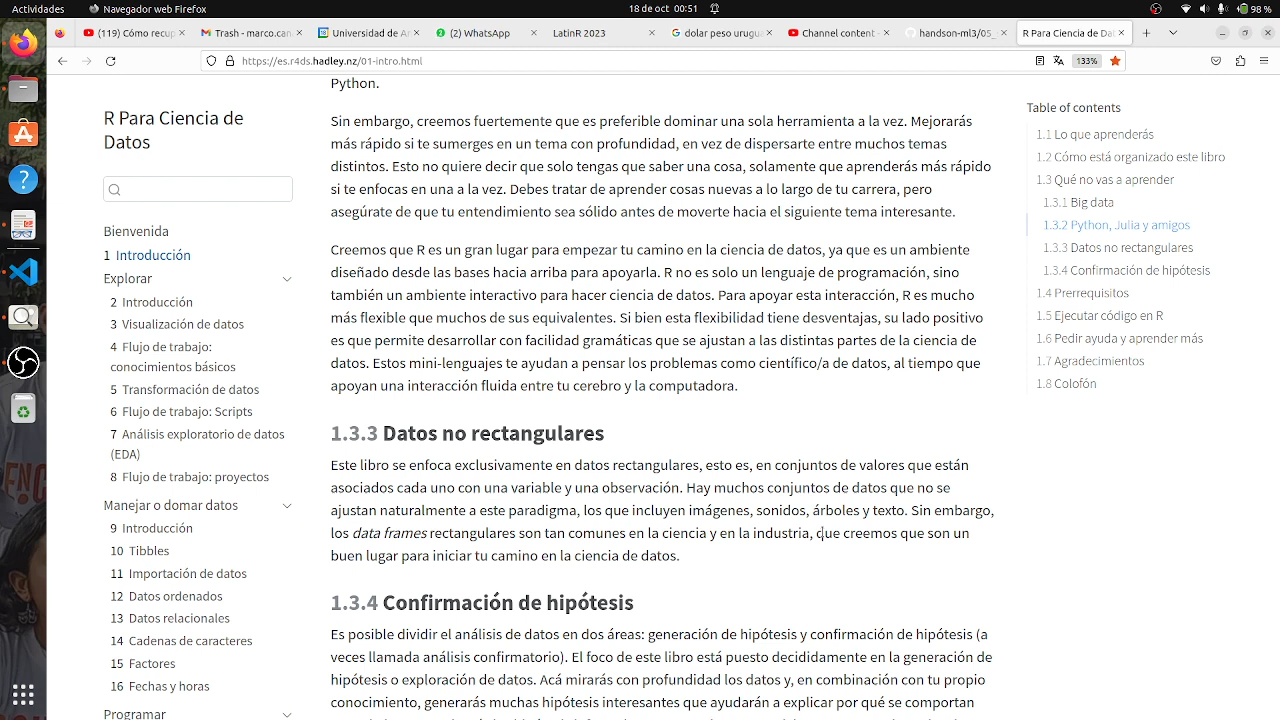 Actividades
Navegador web Firefox
18 de oct 00:51
98 %
(119) Cómo recup
Trash - marco.can
Universidad de Ar
(2) WhatsApp
LatinR 2023
dolar peso urugua
Channel content -
handson-ml3/05_
R Para Ciencia de Dat
https://es.r4ds.hadley.nz/01-intro.html
133%
R Para Ciencia de
Datos
Bienvenida
1 Introducción
Explorar
2 Introducción
3 Visualización de datos
4 Flujo de trabajo:
conocimientos básicos
5 Transformación de datos
6 Flujo de trabajo: Scripts
7 Análisis exploratorio de datos
(EDA)
8 Flujo de trabajo: proyectos
Manejar o domar datos
9 Introducción
10 Tibbles
11 Importación de datos
12 Datos ordenados
13 Datos relacionales
14 Cadenas de caracteres
15 Factores
16 Fechas y horas
Programar
Python.
Sin embargo, creemos fuertemente que es preferible dominar una sola herramienta a la vez. Mejorarás
más rápido si te sumerges en un tema con profundidad, en vez de dispersarte entre muchos temas
distintos. Esto no quiere decir que solo tengas que saber una cosa, solamente que aprenderás más rápido
si te enfocas en una a la vez. Debes tratar de aprender cosas nuevas a lo largo de tu carrera, pero
asegúrate de que tu entendimiento sea sólido antes de moverte hacia el siguiente tema interesante.
Creemos que R es un gran lugar para empezar tu camino en la ciencia de datos, ya que es un ambiente
diseñado desde las bases hacia arriba para apoyarla. R no es solo un lenguaje de programación, sino
también un ambiente interactivo para hacer ciencia de datos. Para apoyar esta interacción, R es mucho
más flexible que muchos de sus equivalentes. Si bien esta flexibilidad tiene desventajas, su lado positivo
es que permite desarrollar con facilidad gramáticas que se ajustan a las distintas partes de la ciencia de
datos. Estos mini-lenguajes te ayudan a pensar los problemas como científico/a de datos, al tiempo que
apoyan una interacción fluida entre tu cerebro y la computadora.
1.3.3 Datos no rectangulares
Este libro se enfoca exclusivamente en datos rectangulares, esto es, en conjuntos de valores que están
asociados cada uno con una variable y una observación. Hay muchos conjuntos de datos que no se
ajustan naturalmente a este paradigma, los que incluyen imágenes, sonidos, árboles y texto. Sin embargo,
los data frames rectangulares son tan comunes en la ciencia y en la industria, que creemos que son un
buen lugar para iniciar tu camino en la ciencia de datos.
1.3.4 Confirmación de hipótesis
Es posible dividir el análisis de datos en dos áreas: generación de hipótesis y confirmación de hipótesis (a
veces llamada análisis confirmatorio). El foco de este libro está puesto decididamente en la generación de
hipótesis o exploración de datos. Acá mirarás con profundidad los datos y, en combinación con tu propio
conocimiento, generarás muchas hipótesis interesantes que ayudarán a explicar por qué se comportan
Table of contents
1.1 Lo que aprenderás
1.2 Cómo está organizado este libro
1.3 Qué no vas a aprender
1.3.1 Big data
1.3.2 Python, Julia y amigos
1.3.3 Datos no rectangulares
1.3.4 Confirmación de hipótesis
1.4 Prerrequisitos
1.5 Ejecutar código en R
1.6 Pedir ayuda y aprender más
1.7 Agradecimientos
1.8 Colofón